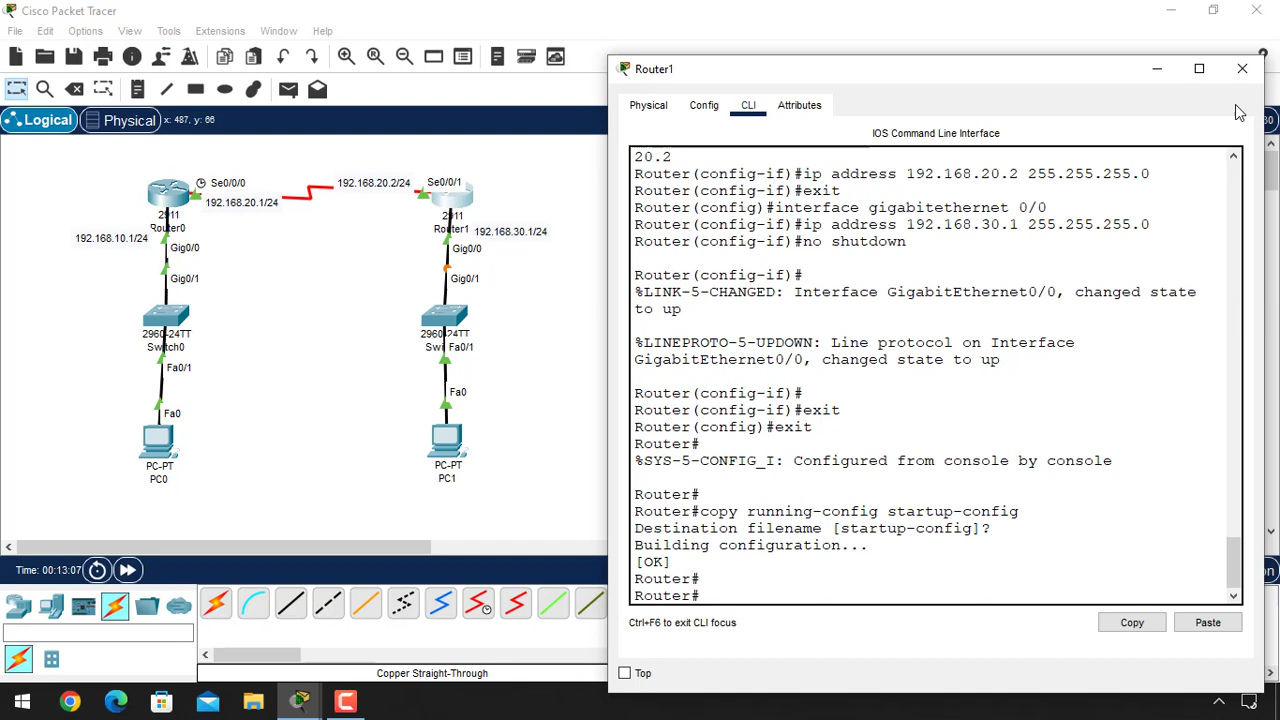 Cisco Packet Tracer
File Edit Options View Tools Extensions Window Help
Logical Physical x: 487, y: 66
Router1
Physical Config CLI Attributes
IOS Command Line Interface
20.2
Router(config-if)#ip address 192.168.20.2 255.255.255.0
Router(config-if)#exit
Router(config)#interface gigabitethernet 0/0
Router(config-if)#ip address 192.168.30.1 255.255.255.0
Router(config-if)#no shutdown
Router(config-if)#
%LINK-5-CHANGED: Interface GigabitEthernet0/0, changed state
to up
%LINEPROTO-5-UPDOWN: Line protocol on Interface
GigabitEthernet0/0, changed state to up
Router(config-if)#
Router(config-if)#exit
Router(config)#exit
Router#
%SYS-5-CONFIG_I: Configured from console by console
Router#
Router#copy running-config startup-config
Destination filename [startup-config]?
Building configuration...
[OK]
Router#
Router#
Ctrl+F6 to exit CLI focus
Copy Paste
Top
Se0/0/0
192.168.20.1/24
192.168.20.2/24
Se0/0/1
2911
Router0
192.168.10.1/24
Gig0/0
Gig0/1
2960-24TT
Switch0
Fa0/1
Fa0
PC-PT
PC0
2911
Router1
192.168.30.1/24
Gig0/0
Gig0/1
Fa0/1
Fa0
PC-PT
PC1
Time: 00:13:07
Copper Straight-Through